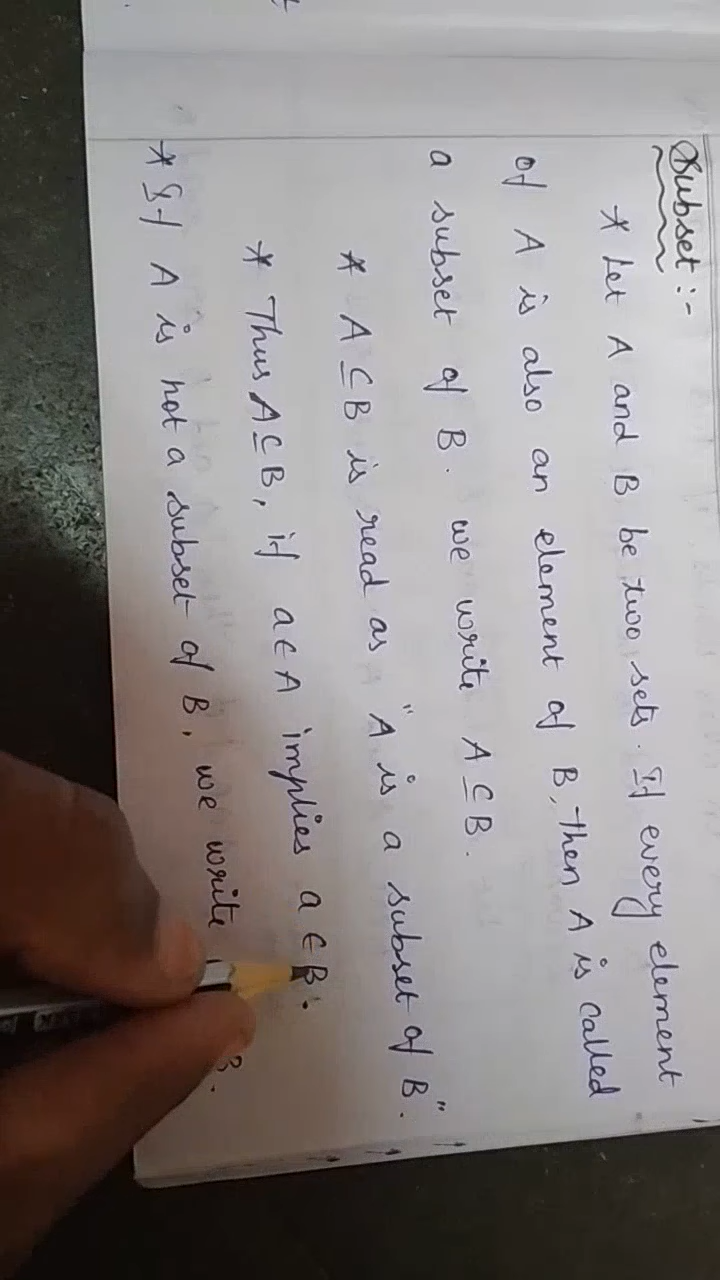 Subset :-
* Let A and B be two sets. If every element
of A is also an element of B, then A is called
a subset of B. we write A ⊆ B.
* A ⊆ B is read as "A is a subset of B."
* Thus A ⊆ B, if a ∈ A implies a ∈ B.
* If A is not a subset of B, we write B.